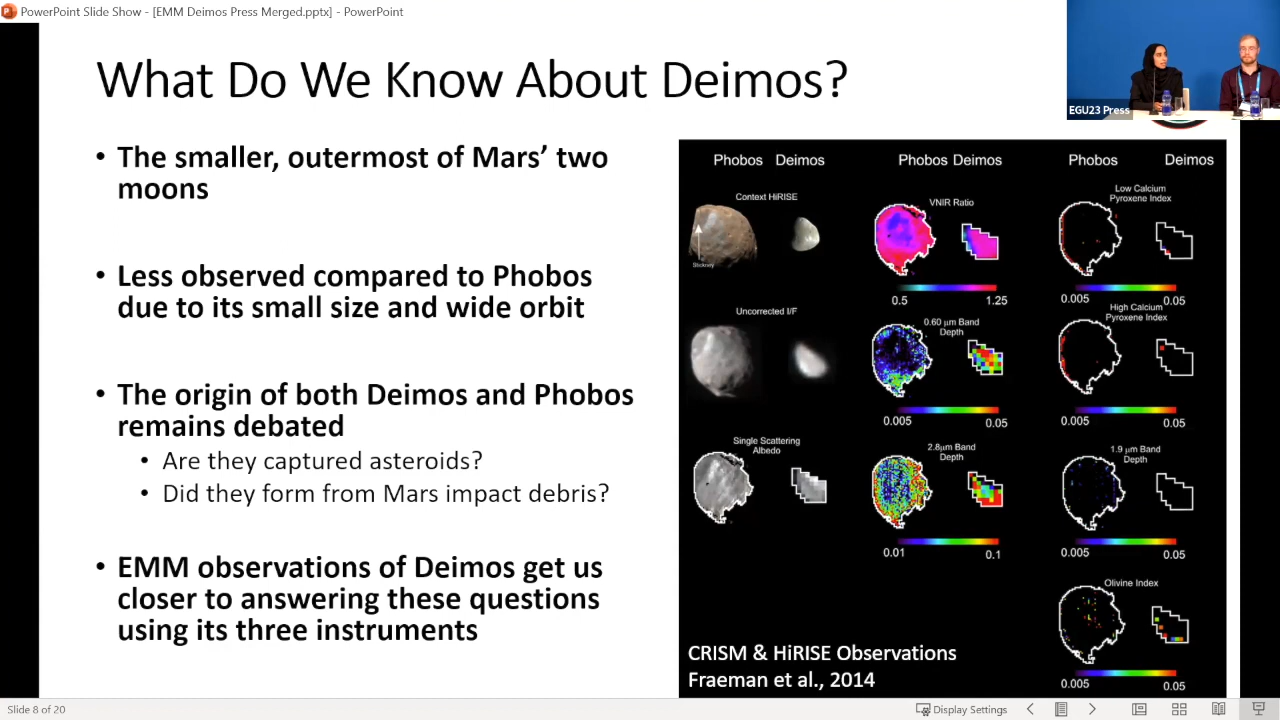 PowerPoint Slide Show - [EMM Deimos Press Merged.pptx] - PowerPoint
EGU23 Press
What Do We Know About Deimos?
• The smaller, outermost of Mars’ two
moons
• Less observed compared to Phobos
due to its small size and wide orbit
• The origin of both Deimos and Phobos
remains debated
• Are they captured asteroids?
• Did they form from Mars impact debris?
• EMM observations of Deimos get us
closer to answering these questions
using its three instruments
Phobos Deimos
Context HiRISE
Stickney
Uncorrected I/F
Single Scattering
Albedo
Phobos Deimos
VNIR Ratio
0.5 1.25
0.60 µm Band
Depth
0.005 0.05
2.8µm Band
Depth
0.01 0.1
Phobos Deimos
Low Calcium
Pyroxene Index
0.005 0.05
High Calcium
Pyroxene Index
0.005 0.05
1.9 µm Band
Depth
0.005 0.05
Olivine Index
0.005 0.05
CRISM & HiRISE Observations
Fraeman et al., 2014
Slide 8 of 20
Display Settings